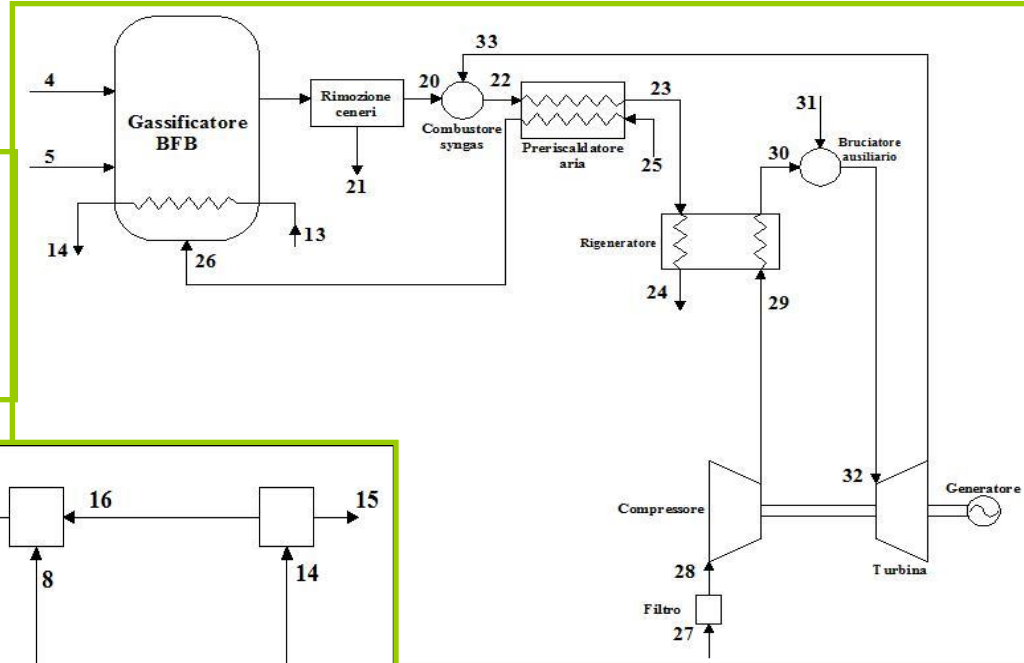 33
4
Gassificatore
BFB
Rimozione
ceneri
20
22
Combustore
syngas
23
Preriscaldatore
aria
31
Bruciatore
ausiliario
30
5
21
25
14
13
26
Rigeneratore
24
29
16
15
8
14
Compressore
32
Generatore
Turbina
28
Filtro
27